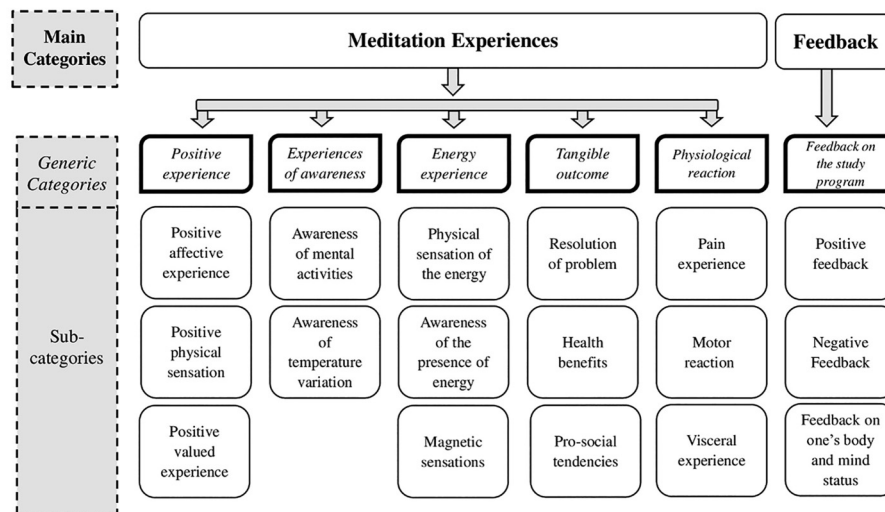 Main
Categories
Meditation Experiences
Feedback
Generic
Categories
Positive
experience
Experiences
of awareness
Energy
experience
Tangible
outcome
Physiological
reaction
Feedback on
the study
program
Sub-
categories
Positive
affective
experience
Awareness
of mental
activities
Physical
sensation of
the energy
Resolution
of problem
Pain
experience
Positive
feedback
Positive
physical
sensation
Awareness
of
temperature
variation
Awareness
of the
presence of
energy
Health
benefits
Motor
reaction
Negative
Feedback
Positive
valued
experience
Magnetic
sensations
Pro-social
tendencies
Visceral
experience
Feedback on
one's body
and mind
status